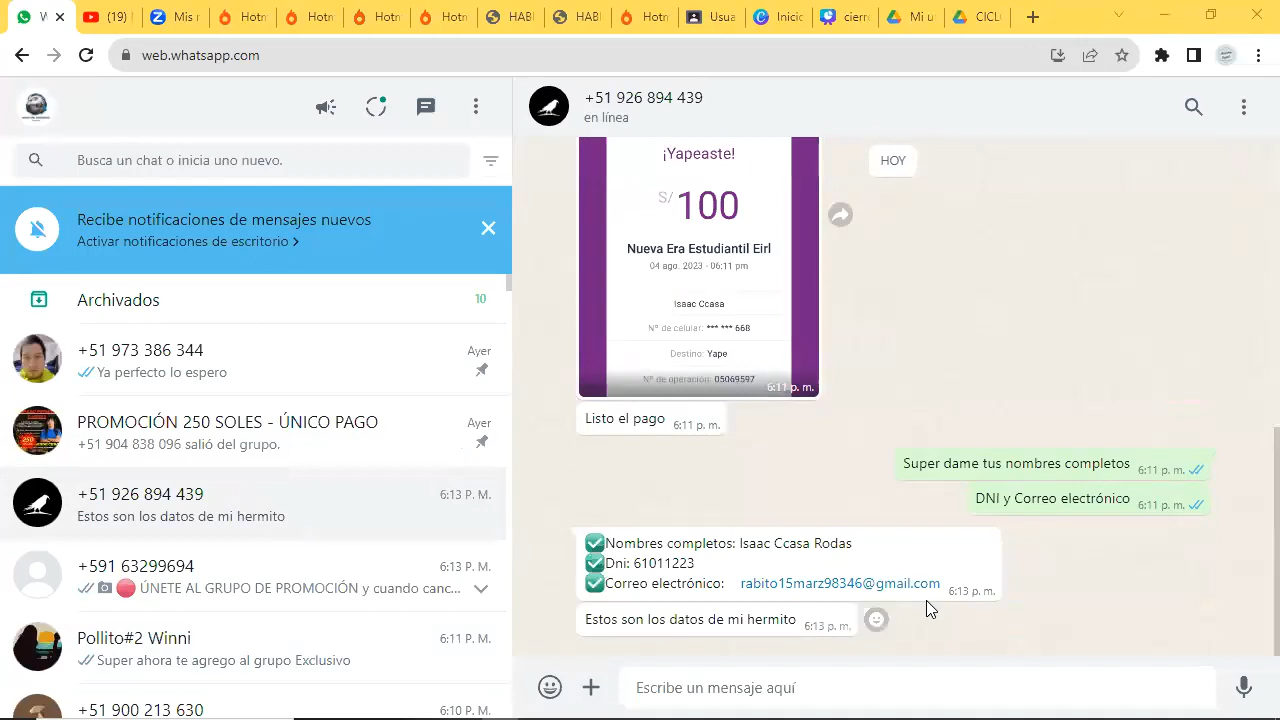 W
(19)
Mis r
Hotn
Hotn
Hotn
Hotn
HABI
HABI
Hotn
Inicic
cierre
Mi u
CICL
web.whatsapp.com
Busca un chat o inicia uno nuevo.
Recibe notificaciones de mensajes nuevos
Activar notificaciones de escritorio >
Archivados 10
+51 973 386 344 Ayer
Ya perfecto lo espero
PROMOCIÓN 250 SOLES - ÚNICO PAGO Ayer
+51 904 838 096 salió del grupo.
+51 926 894 439 6:13 P. M.
Estos son los datos de mi hermito
+591 63299694 6:13 P. M.
ÚNETE AL GRUPO DE PROMOCIÓN y cuando canc...
Pollito#2 Winni 6:11 P. M.
Super ahora te agrego al grupo Exclusivo
+51 900 213 630 6:10 P. M.
+51 926 894 439
en línea
HOY
¡Yapeaste!
S/ 100
Nueva Era Estudiantil Eirl
04 ago. 2023 - 06:11 pm
Isaac Ccasa
Nº de celular: *** *** 668
Destino: Yape
Nº de operación: 05069597
6:11 p. m.
Listo el pago 6:11 p. m.
Super dame tus nombres completos 6:11 p. m.
DNI y Correo electrónico 6:11 p. m.
✅Nombres completos: Isaac Ccasa Rodas
✅Dni: 61011223
✅Correo electrónico: rabito15marz98346@gmail.com 6:13 p. m.
Estos son los datos de mi hermito 6:13 p. m.
Escribe un mensaje aquí